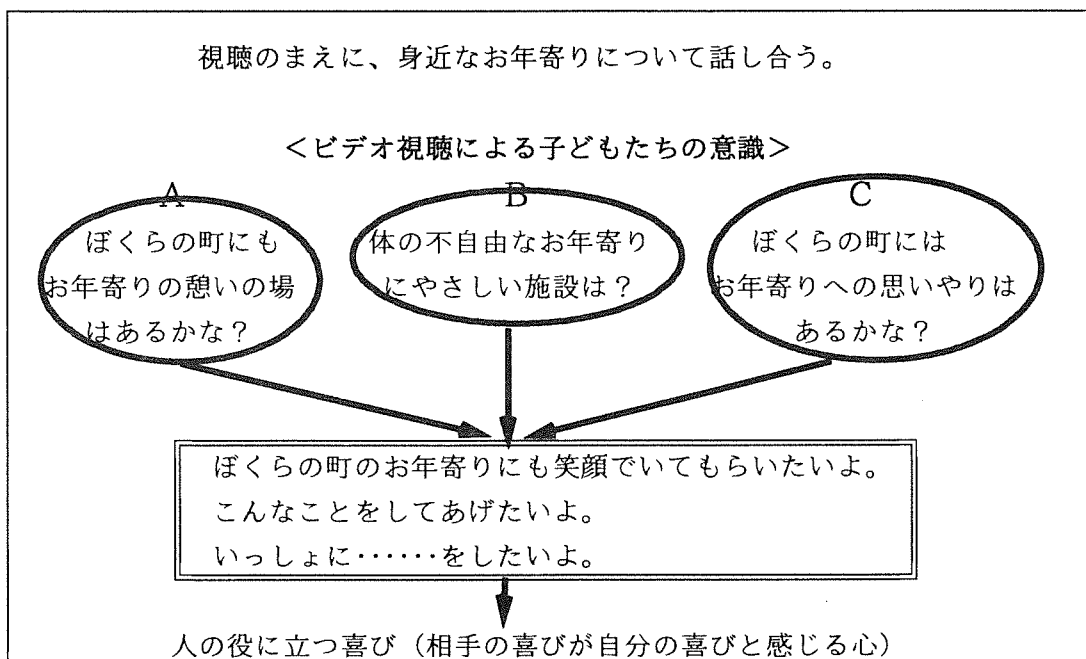 視聴のまえに、身近なお年寄りについて話し合う。
＜ビデオ視聴による子どもたちの意識＞
A
ぼくらの町にも
お年寄りの憩いの場
はあるかな？
B
体の不自由なお年寄り
にやさしい施設は？
C
ぼくらの町には
お年寄りへの思いやりは
あるかな？
ぼくらの町のお年寄りにも笑顔でいてもらいたいよ。
こんなことをしてあげたいよ。
いっしょに‥‥‥をしたいよ。
人の役に立つ喜び（相手の喜びが自分の喜びと感じる心）